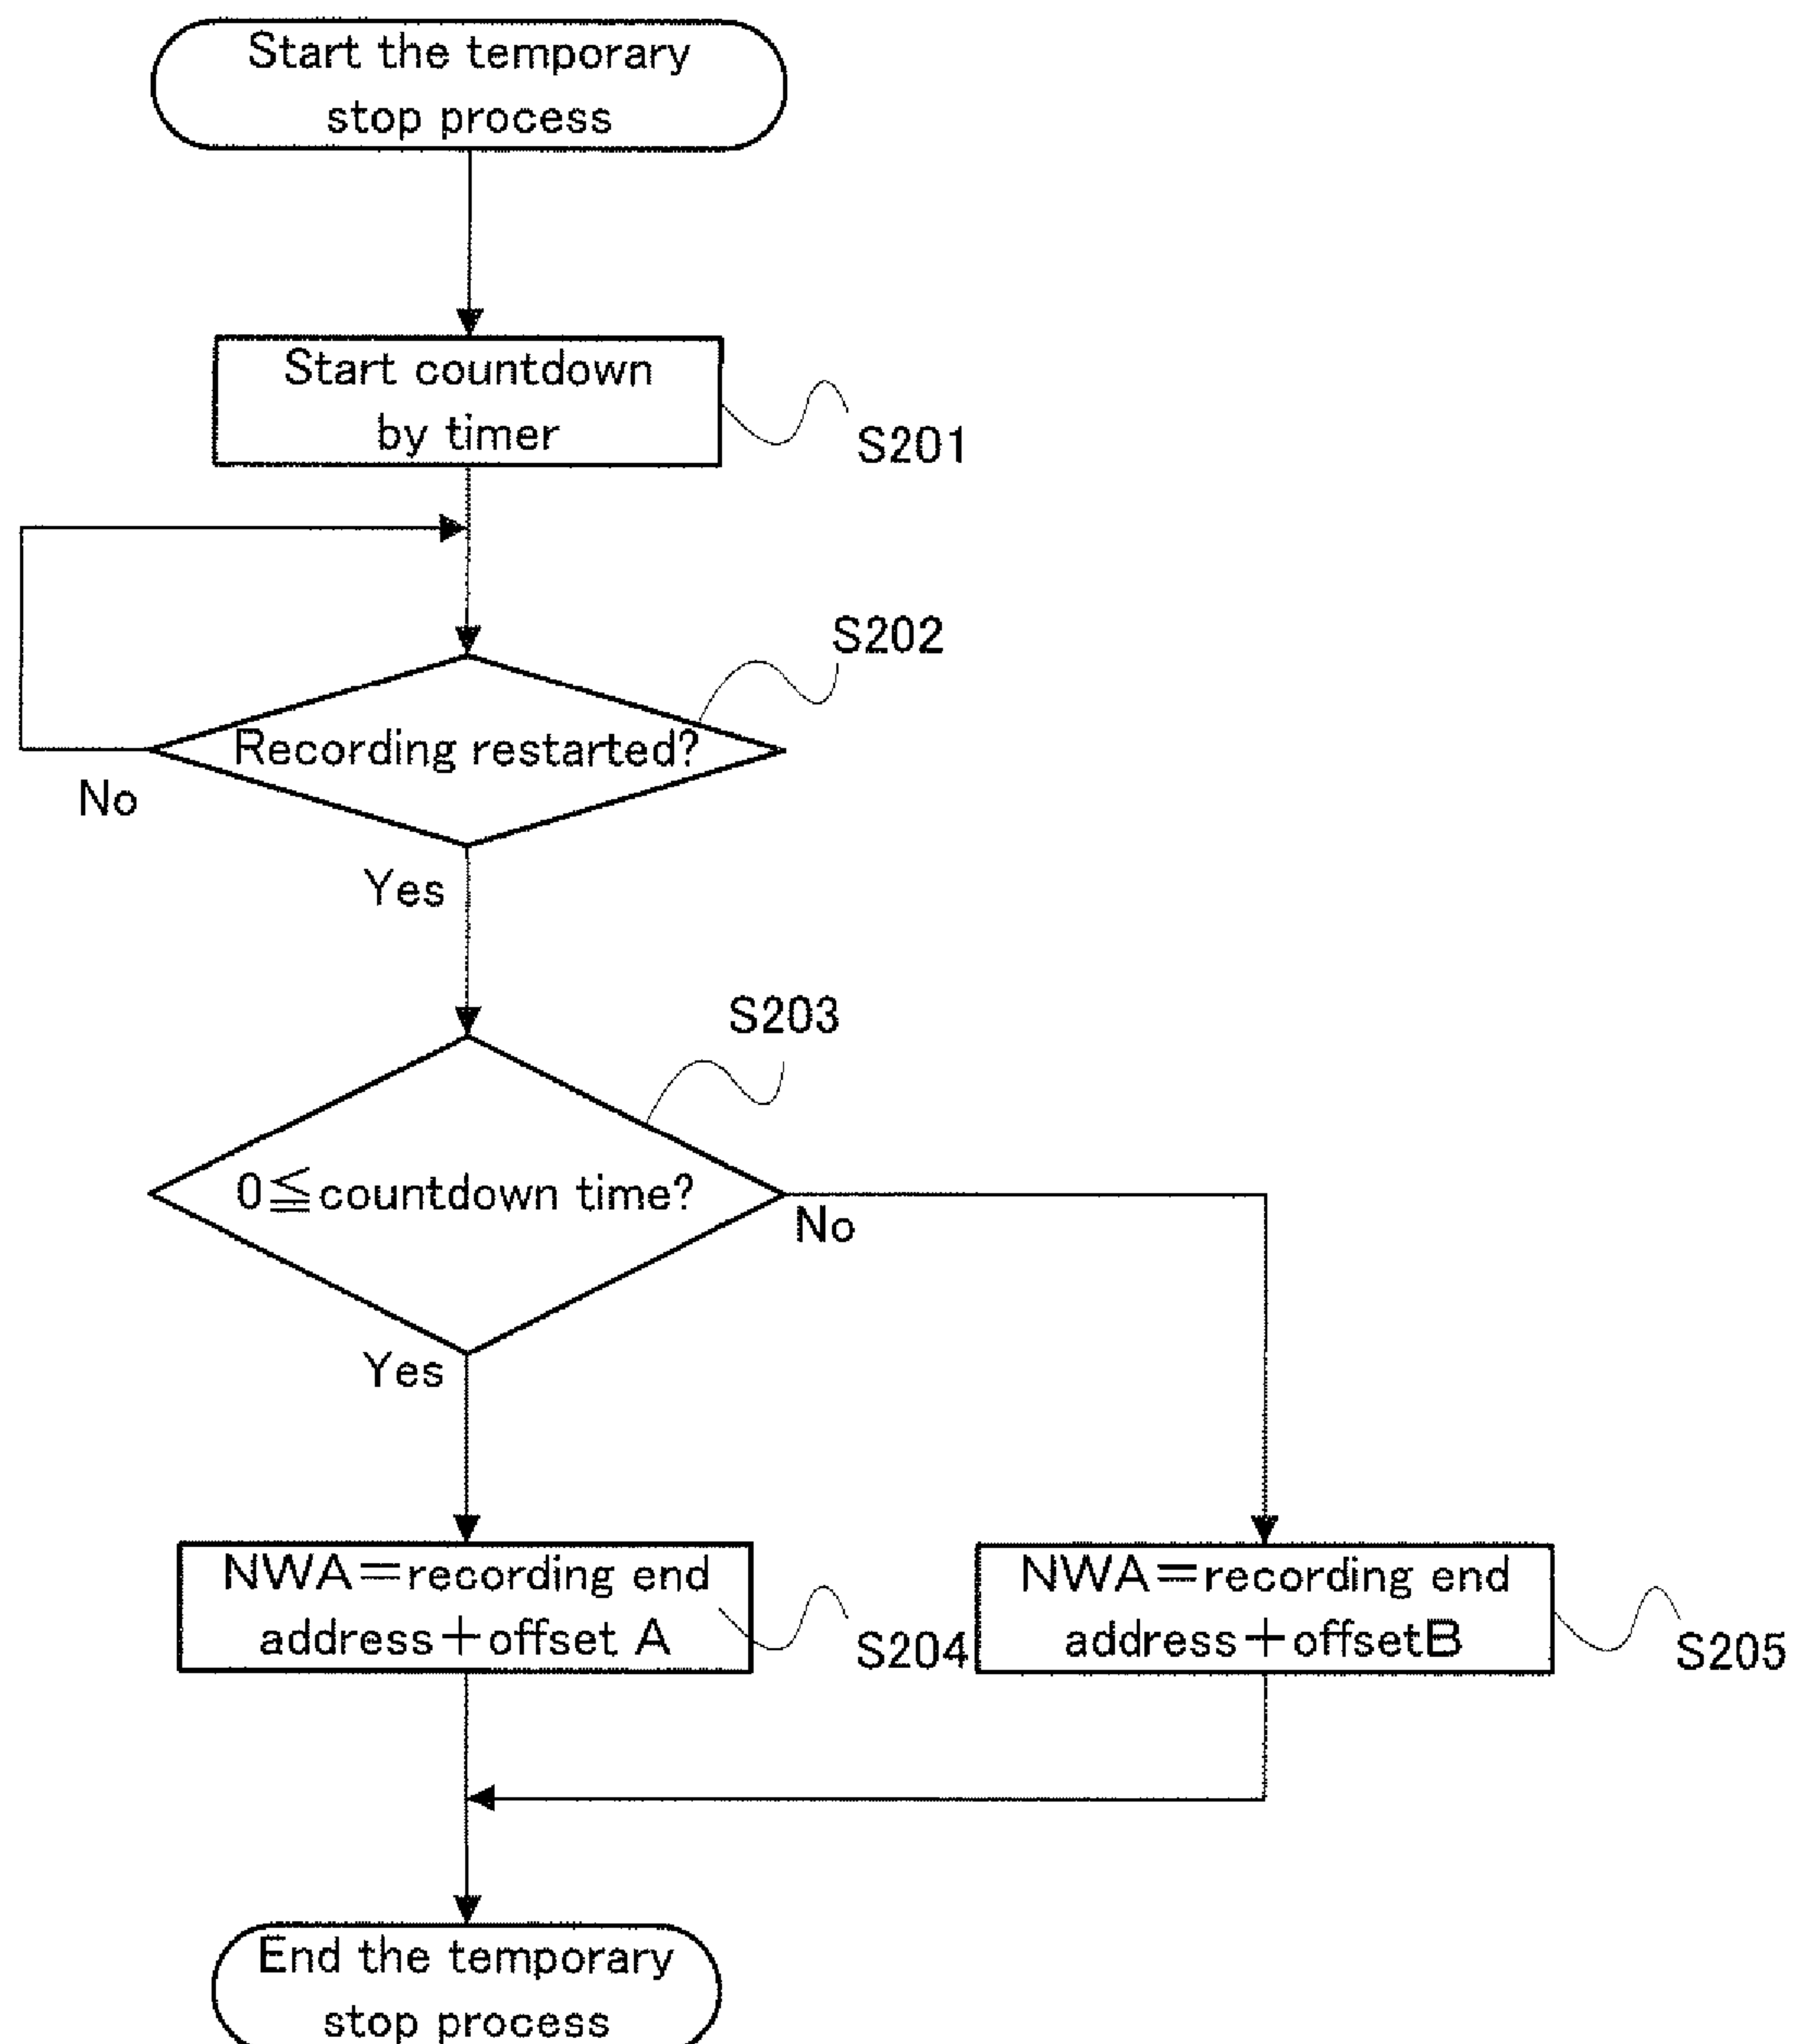 Start the temporary
stop process
Start countdown
by timer
S201
S202
Recording restarted?
No
Yes
S203
0≦countdown time?
No
Yes
NWA=recording end
address+offset A
S204
NWA=recording end
address+offsetB
S205
End the temporary
stop process